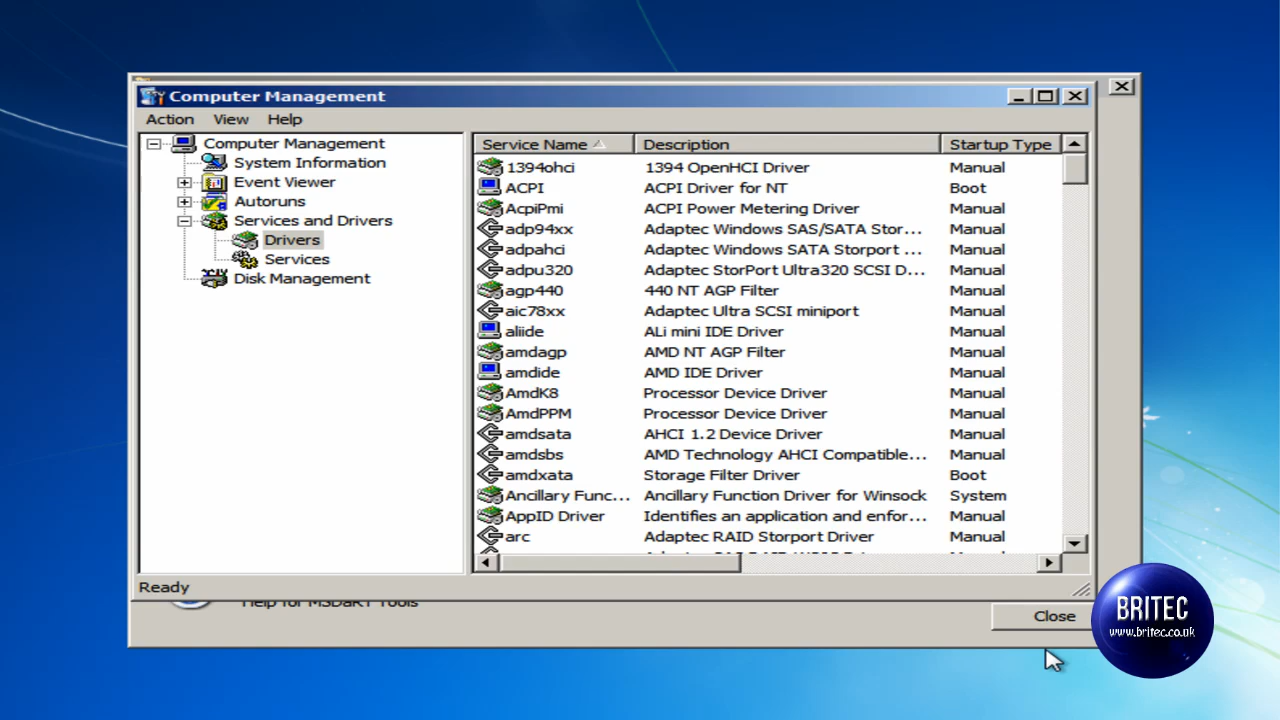 Computer Management
Action View Help
Computer Management
System Information
Event Viewer
Autoruns
Services and Drivers
Drivers
Services
Disk Management
Service Name Description Startup Type
1394ohci 1394 OpenHCI Driver Manual
ACPI ACPI Driver for NT Boot
AcpiPmi ACPI Power Metering Driver Manual
adp94xx Adaptec Windows SAS/SATA Stor... Manual
adpahci Adaptec Windows SATA Storport ... Manual
adpu320 Adaptec StorPort Ultra320 SCSI D... Manual
agp440 440 NT AGP Filter Manual
aic78xx Adaptec Ultra SCSI miniport Manual
aliide ALi mini IDE Driver Manual
amdagp AMD NT AGP Filter Manual
amdide AMD IDE Driver Manual
AmdK8 Processor Device Driver Manual
AmdPPM Processor Device Driver Manual
amdsata AHCI 1.2 Device Driver Manual
amdsbs AMD Technology AHCI Compatible... Manual
amdxata Storage Filter Driver Boot
Ancillary Func... Ancillary Function Driver for Winsock System
AppID Driver Identifies an application and enfor... Manual
arc Adaptec RAID Storport Driver Manual
Ready
Help for MSDaRT Tools
Close
BRITEC
www.britec.co.uk